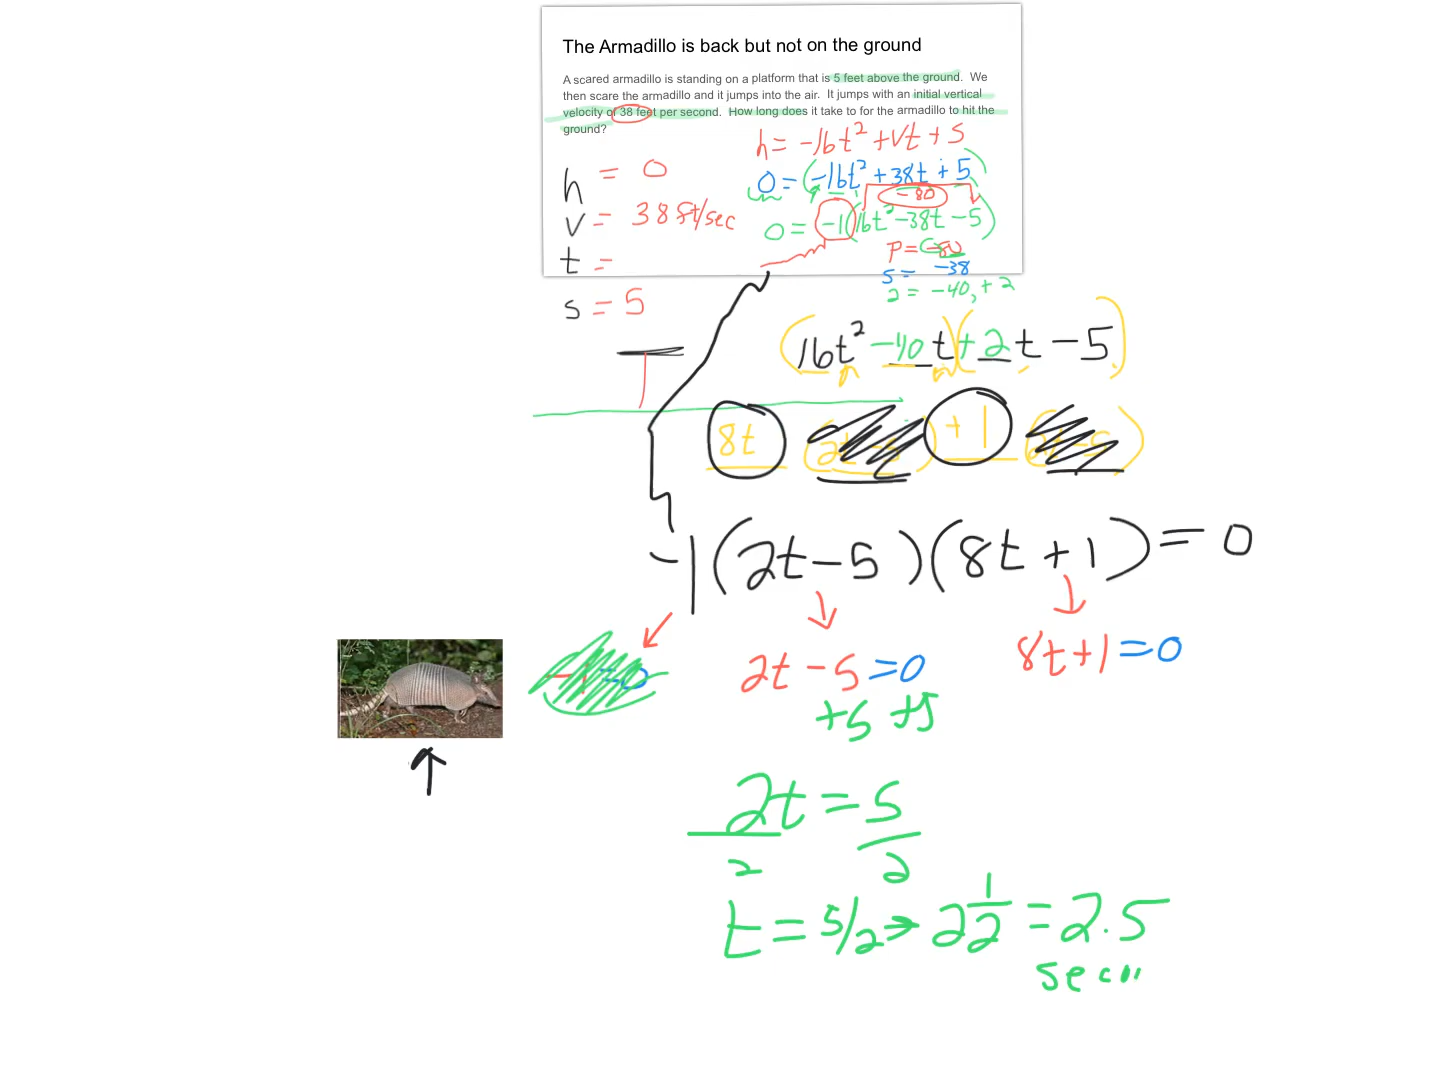 The Armadillo is back but not on the ground
A scared armadillo is standing on a platform that is 5 feet above the ground. We
then scare the armadillo and it jumps into the air. It jumps with an initial vertical
velocity of 38 feet per second. How long does it take to for the armadillo to hit the
ground?
h = -16t² + Vt + s
h = 0
0 = (-16t² + 38t + 5)
-80
v = 38 ft/sec
0 = -1(16t² - 38t - 5)
t =
P = -80
S = -38
2 = -40, +2
s = 5
(16t² - 40t)(+2t - 5)
8t +1
-1(2t - 5)(8t + 1) = 0
2t - 5 = 0
8t + 1 = 0
+5 +5
2t = 5
2 2
t = 5/2 → 2 1/2 = 2.5